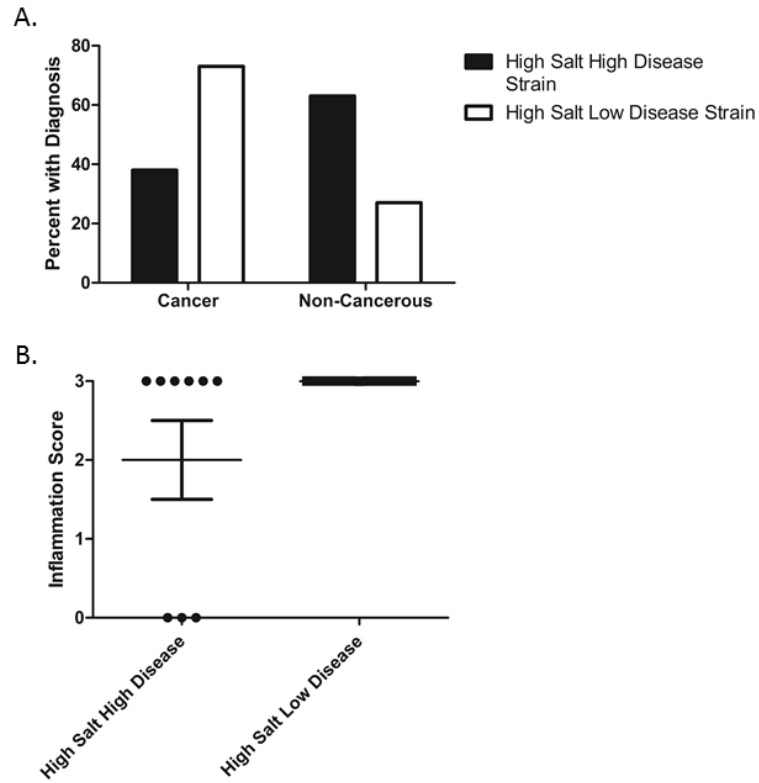 A.
80
60
40
20
0
Percent with Diagnosis
Cancer
Non-Cancerous
High Salt High Disease
Strain
High Salt Low Disease Strain
B.
3
2
1
0
Inflammation Score
High Salt High Disease
High Salt Low Disease